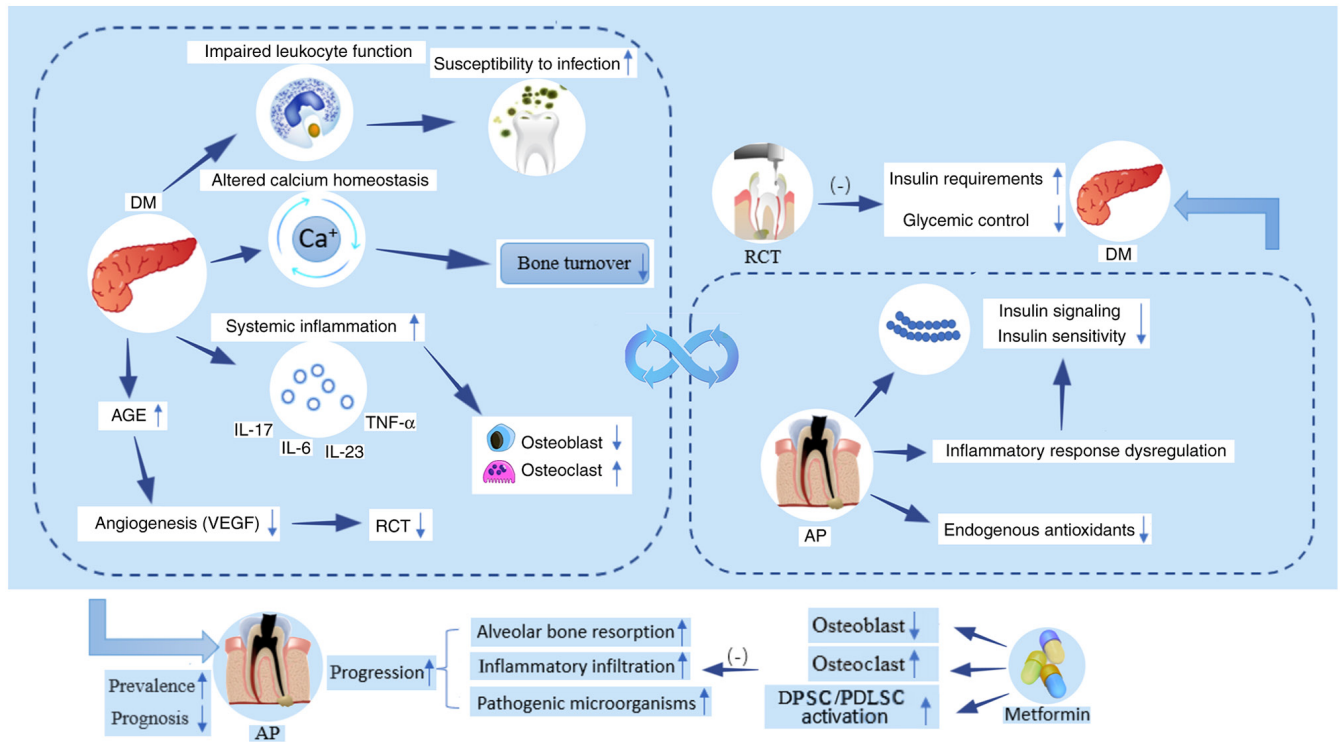 Impaired leukocyte function
Susceptibility to infection ↑
DM
Altered calcium homeostasis
Ca+
Bone turnover ↓
Systemic inflammation ↑
AGE ↑
IL-17
IL-6
IL-23
TNF-α
Osteoblast ↓
Osteoclast ↑
Angiogenesis (VEGF) ↓
RCT ↓
RCT
(-)
Insulin requirements ↑
Glycemic control ↓
DM
Insulin signaling
Insulin sensitivity ↓
Inflammatory response dysregulation
AP
Endogenous antioxidants ↓
Prevalence ↑
Prognosis ↓
AP
Progression ↑
Alveolar bone resorption ↑
Inflammatory infiltration ↑
Pathogenic microorganisms ↑
(-)
Osteoblast ↓
Osteoclast ↑
DPSC/PDLSC
activation ↑
Metformin